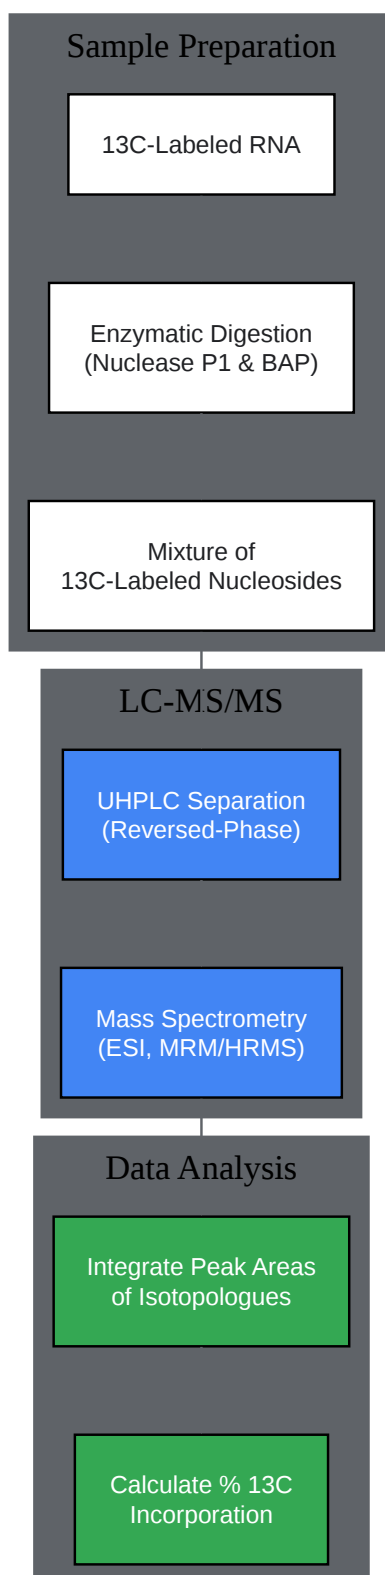 Sample Preparation
13C-Labeled RNA
Enzymatic Digestion
(Nuclease P1 & BAP)
Mixture of
13C-Labeled Nucleosides
LC-MS/MS
UHPLC Separation
(Reversed-Phase)
Mass Spectrometry
(ESI, MRM/HRMS)
Data Analysis
Integrate Peak Areas
of Isotopologues
Calculate % 13C
Incorporation